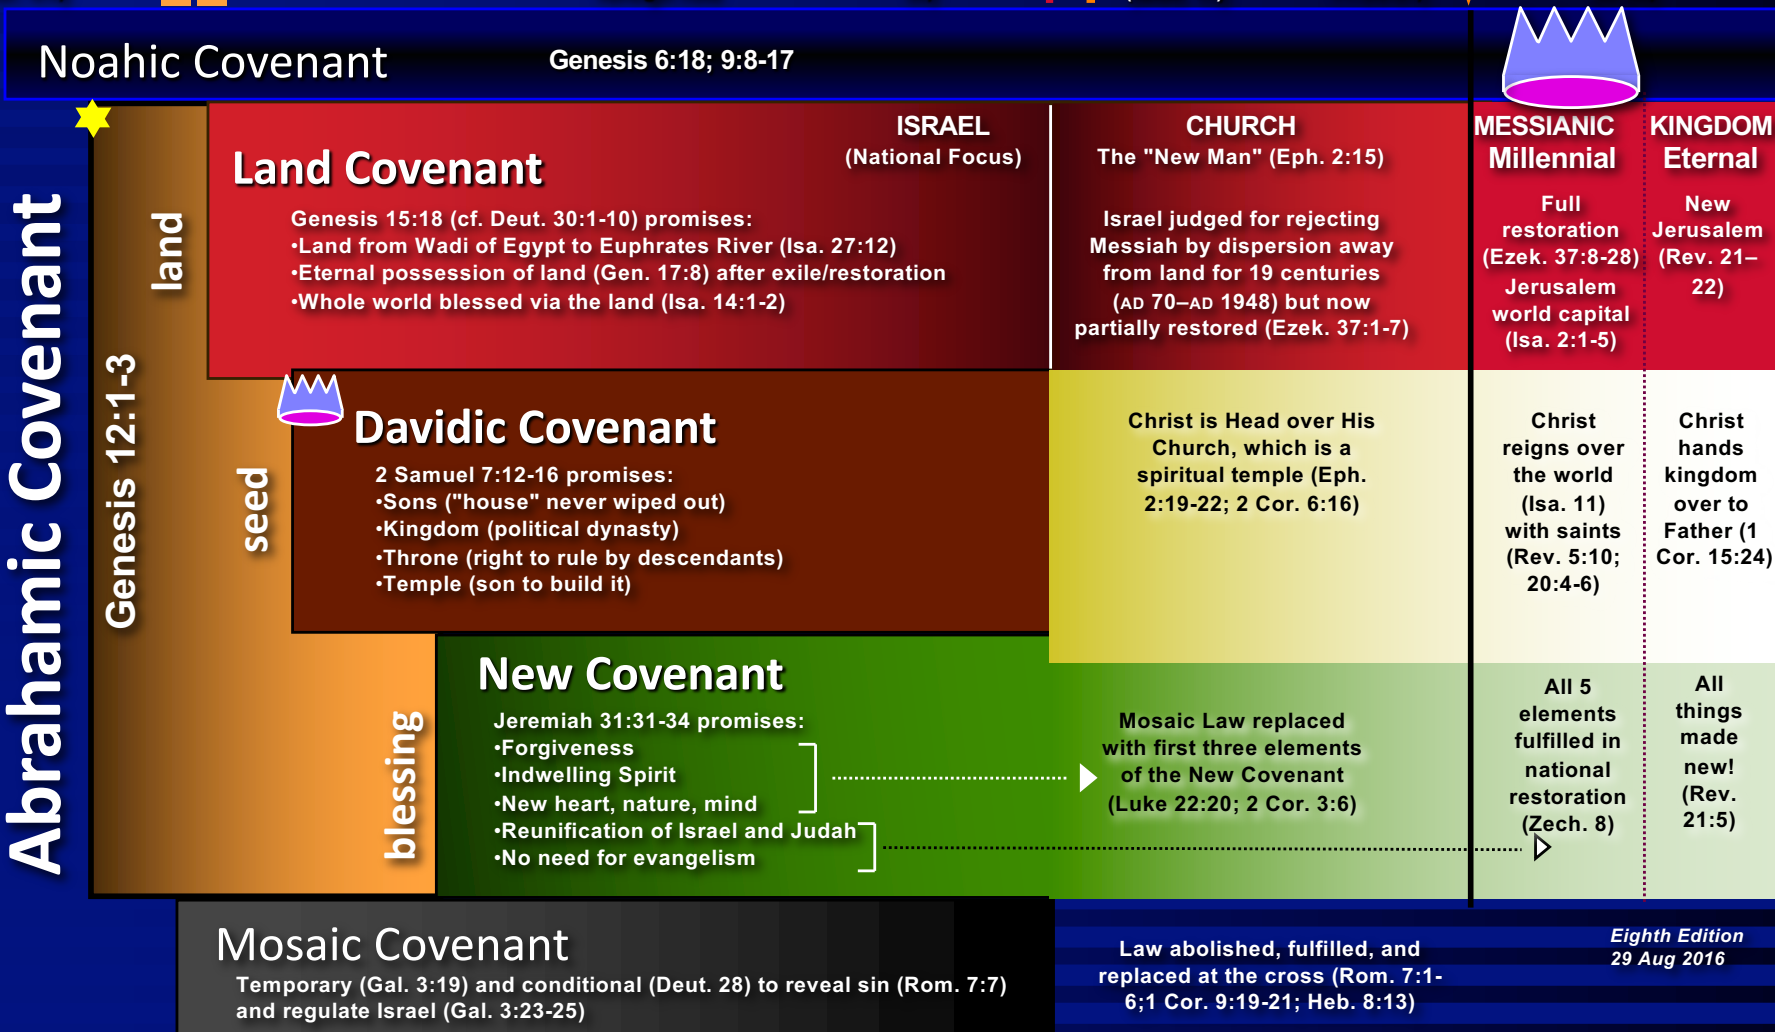 Noahic Covenant
Genesis 6:18; 9:8-17
Abrahamic Covenant
Genesis 12:1-3
land
seed
blessing
Land Covenant
ISRAEL
(National Focus)
Genesis 15:18 (cf. Deut. 30:1-10) promises:
•Land from Wadi of Egypt to Euphrates River (Isa. 27:12)
•Eternal possession of land (Gen. 17:8) after exile/restoration
•Whole world blessed via the land (Isa. 14:1-2)
CHURCH
The "New Man" (Eph. 2:15)
Israel judged for rejecting
Messiah by dispersion away
from land for 19 centuries
(AD 70–AD 1948) but now
partially restored (Ezek. 37:1-7)
MESSIANIC
Millennial
Full
restoration
(Ezek. 37:8-28)
Jerusalem
world capital
(Isa. 2:1-5)
KINGDOM
Eternal
New
Jerusalem
(Rev. 21–
22)
Davidic Covenant
2 Samuel 7:12-16 promises:
•Sons ("house" never wiped out)
•Kingdom (political dynasty)
•Throne (right to rule by descendants)
•Temple (son to build it)
Christ is Head over His
Church, which is a
spiritual temple (Eph.
2:19-22; 2 Cor. 6:16)
Christ
reigns over
the world
(Isa. 11)
with saints
(Rev. 5:10;
20:4-6)
Christ
hands
kingdom
over to
Father (1
Cor. 15:24)
New Covenant
Jeremiah 31:31-34 promises:
•Forgiveness
•Indwelling Spirit
•New heart, nature, mind
•Reunification of Israel and Judah
•No need for evangelism
Mosaic Law replaced
with first three elements
of the New Covenant
(Luke 22:20; 2 Cor. 3:6)
All 5
elements
fulfilled in
national
restoration
(Zech. 8)
All
things
made
new!
(Rev.
21:5)
Mosaic Covenant
Temporary (Gal. 3:19) and conditional (Deut. 28) to reveal sin (Rom. 7:7)
and regulate Israel (Gal. 3:23-25)
Law abolished, fulfilled, and
replaced at the cross (Rom. 7:1-
6;1 Cor. 9:19-21; Heb. 8:13)
Eighth Edition
29 Aug 2016